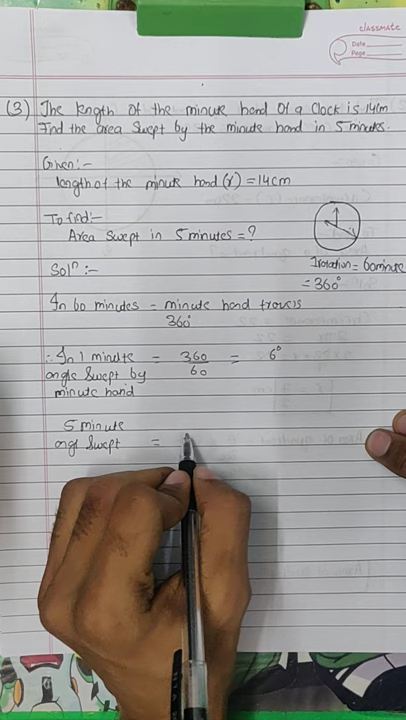 classmate
Date
Page
(3) The length of the minute hand of a Clock is 14cm
Find the area Swept by the minute hand in 5 minutes.
Given:-
length of the minute hand (r) = 14cm
To find:-
Area Swept in 5 minutes = ?
Solⁿ :-
1 rotation = 60 minute
= 360°
In 60 minutes = minute hand travers
360°
∴ In 1 minute = 360/60 = 6°
angle Swept by
minute hand
5 minute
angl Swept =